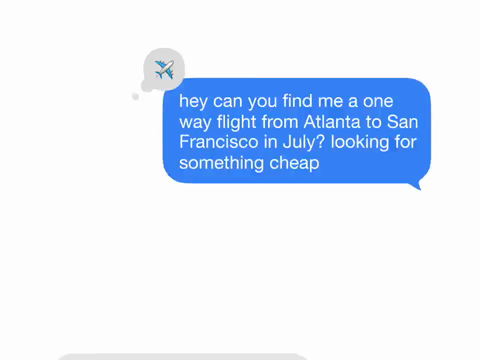 hey can you find me a one
way flight from Atlanta to San
Francisco in July? looking for
something cheap